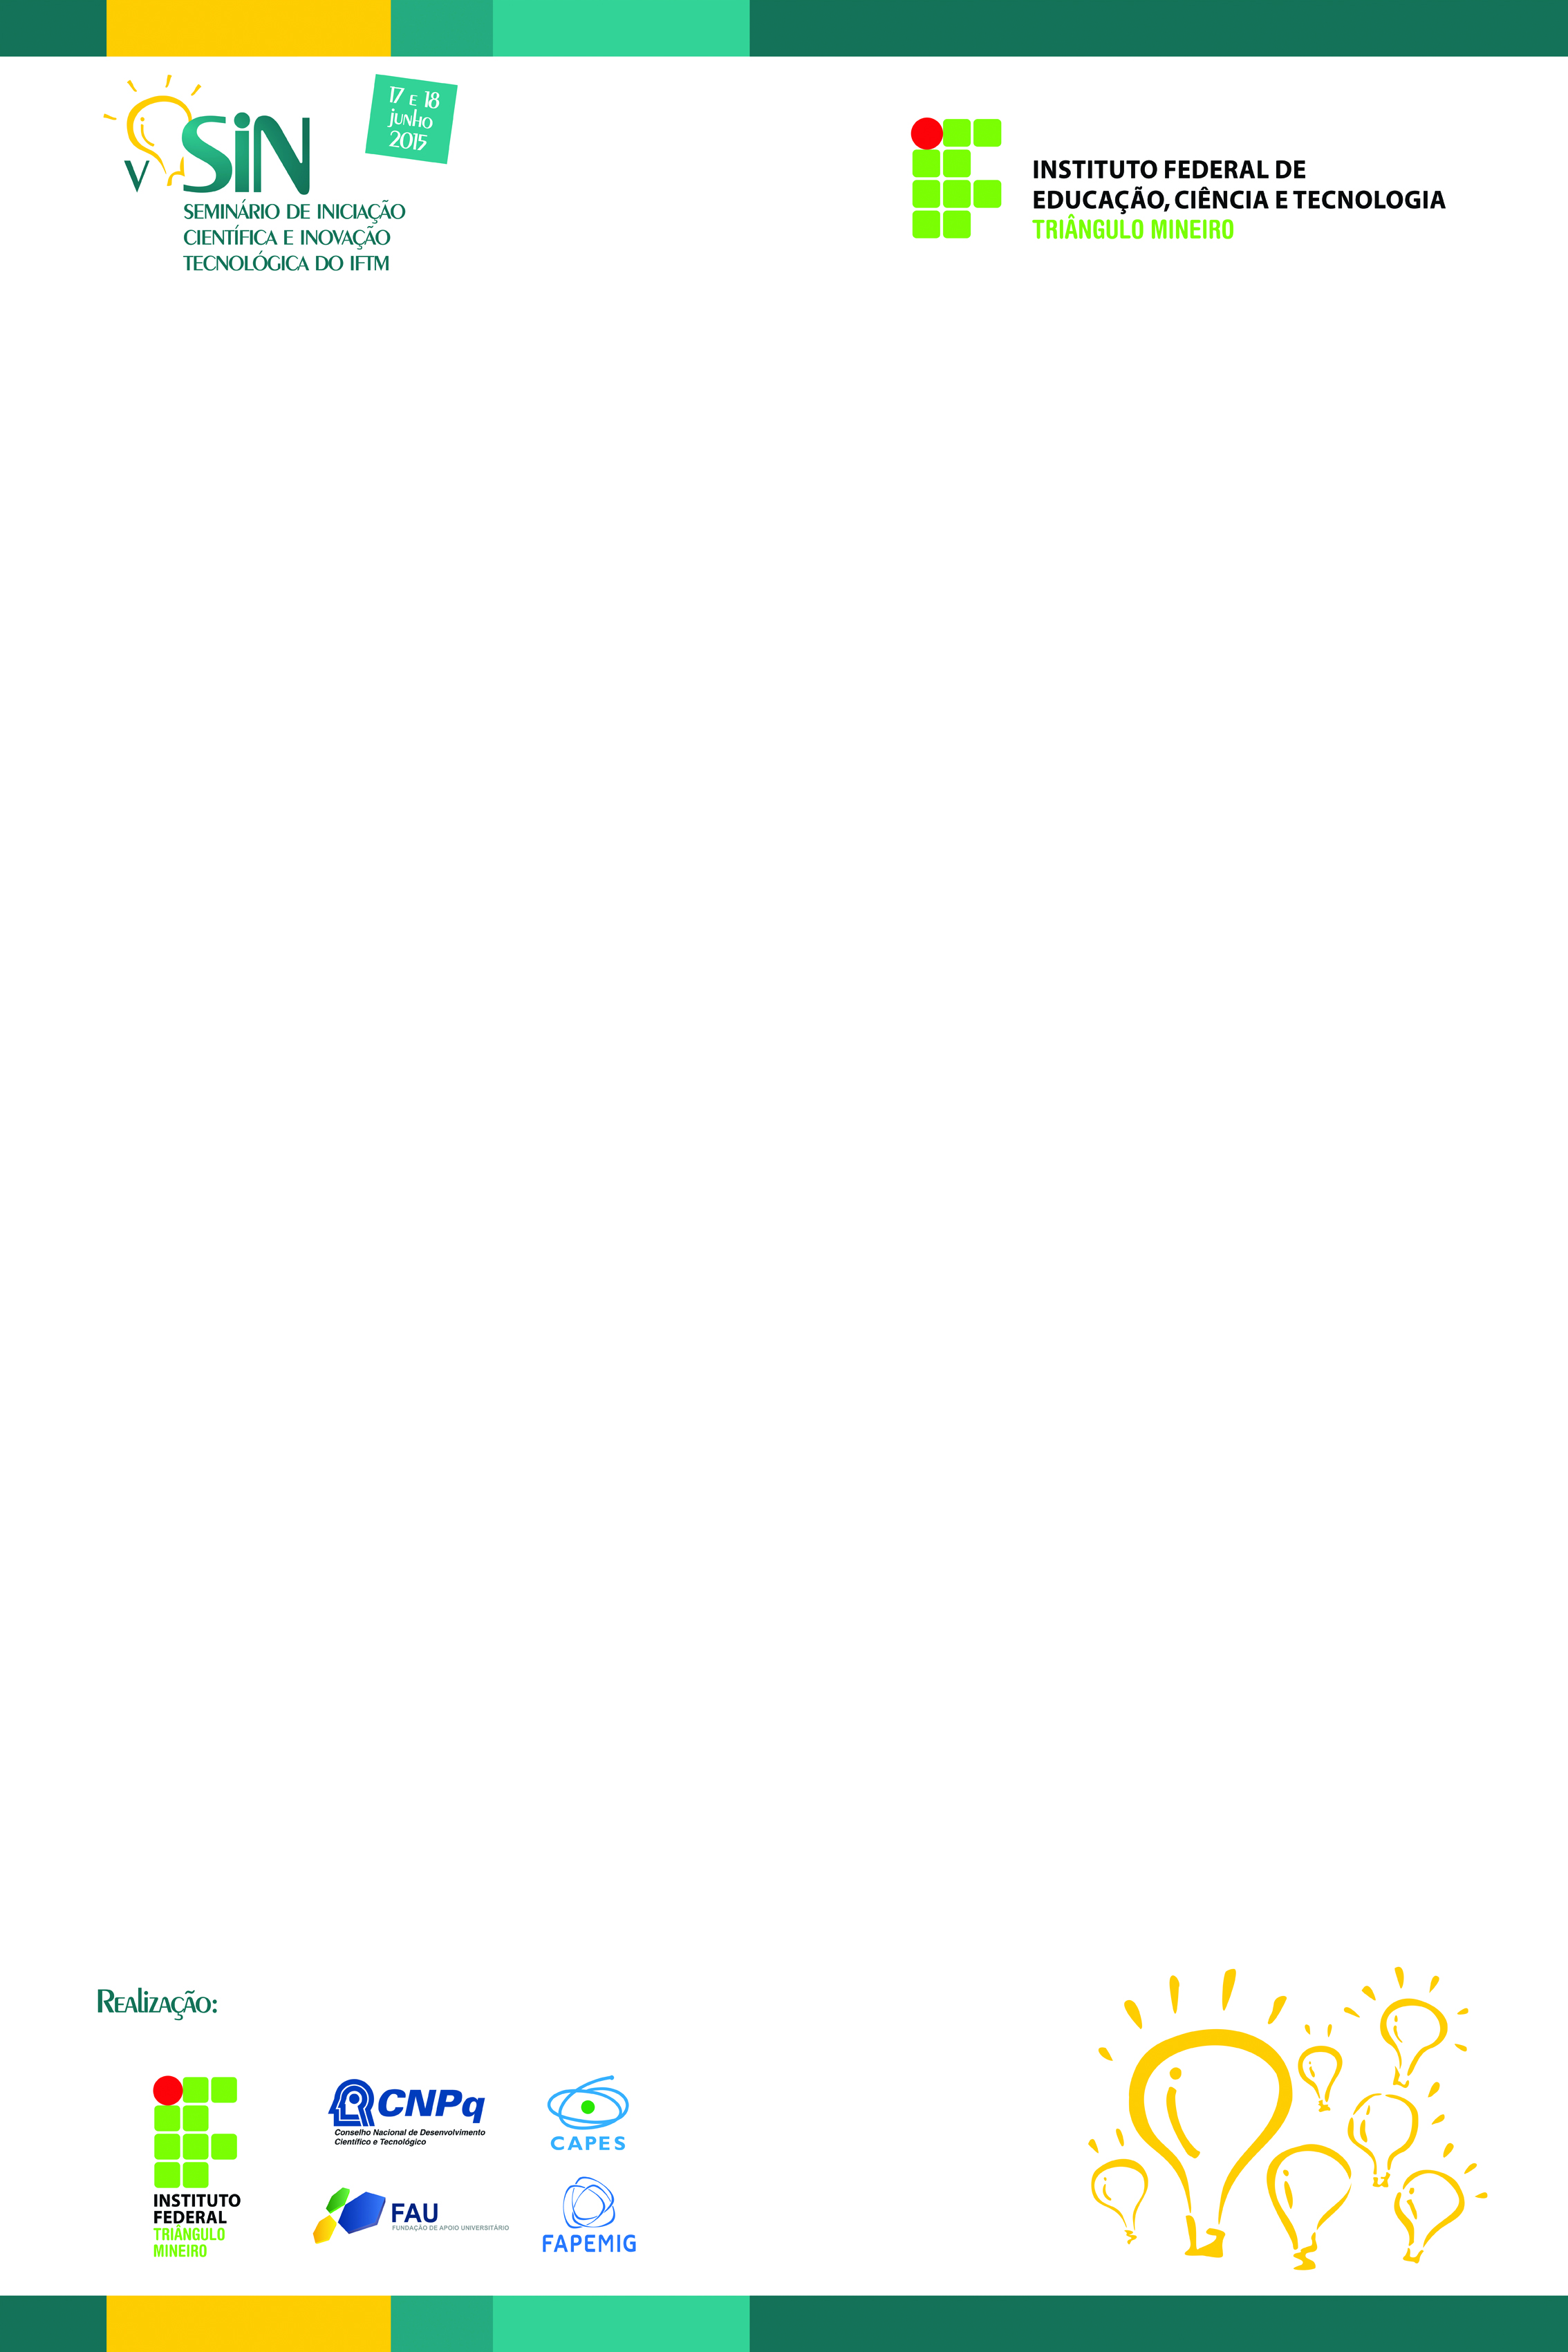 V SiN
17 E 18
junho
2015
SEMINÁRIO DE INICIAÇÃO
CIENTÍFICA E INOVAÇÃO
TECNOLÓGICA DO IFTM
INSTITUTO FEDERAL DE
EDUCAÇÃO, CIÊNCIA E TECNOLOGIA
TRIÂNGULO MINEIRO
Realização:
INSTITUTO
FEDERAL
TRIÂNGULO
MINEIRO
CNPq
Conselho Nacional de Desenvolvimento
Científico e Tecnológico
CAPES
FAU
FUNDAÇÃO DE APOIO UNIVERSITÁRIO
FAPEMIG